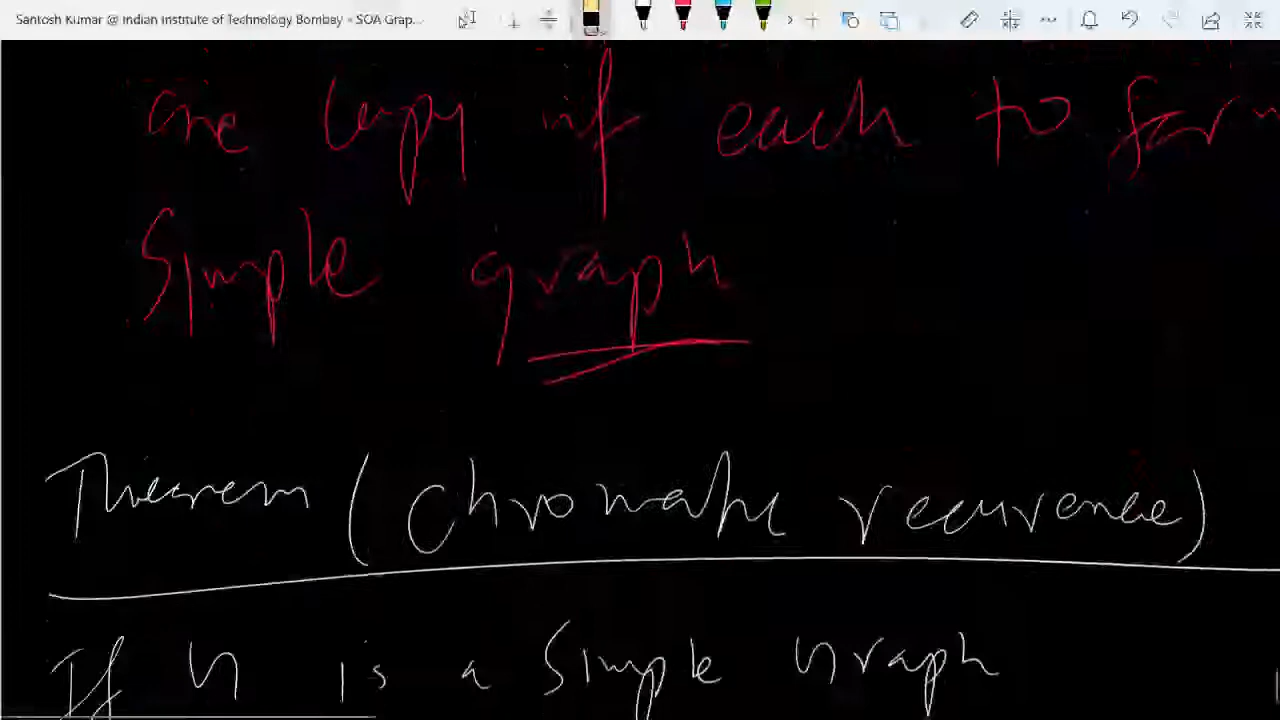 Santosh Kumar @ Indian Institute of Technology Bombay - SOA Grap...
one copy of each to form
Simple graph
Theorem (Chromatic recurrence)
If G is a Simple Graph